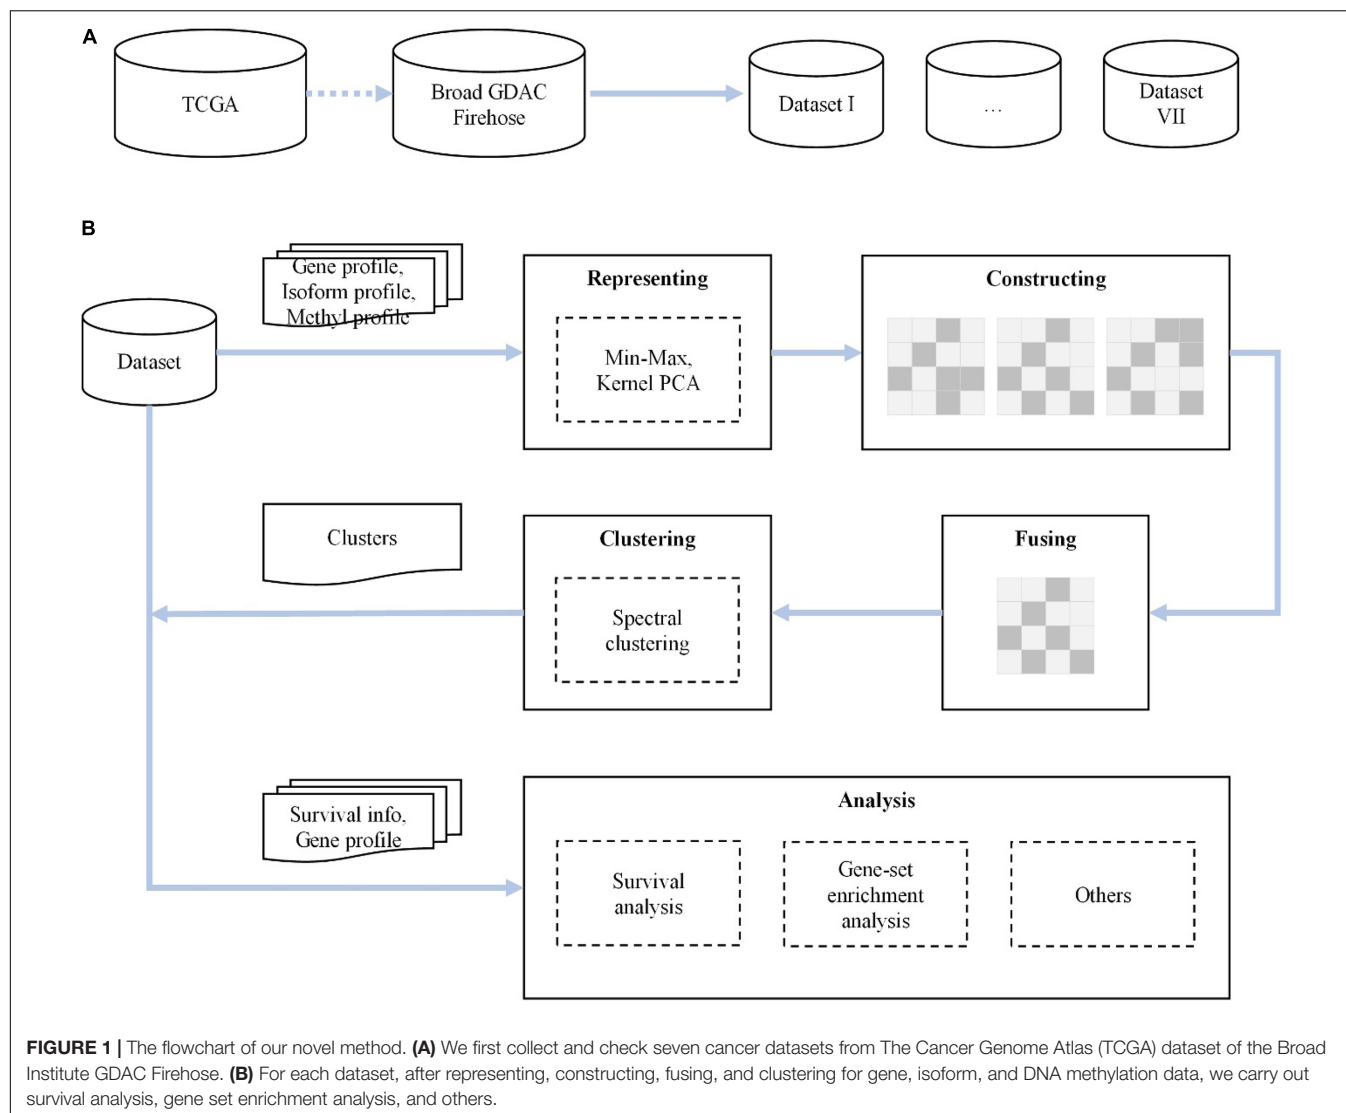 A
TCGA
Broad GDAC
Firehose
Dataset I
...
Dataset
VII
B
Gene profile,
Isoform profile,
Methyl profile
Dataset
Representing
Min-Max,
Kernel PCA
Constructing
Clusters
Clustering
Spectral
clustering
Fusing
Survival info,
Gene profile
Analysis
Survival
analysis
Gene-set
enrichment
analysis
Others
FIGURE 1 | The flowchart of our novel method. (A) We first collect and check seven cancer datasets from The Cancer Genome Atlas (TCGA) dataset of the Broad
Institute GDAC Firehose. (B) For each dataset, after representing, constructing, fusing, and clustering for gene, isoform, and DNA methylation data, we carry out
survival analysis, gene set enrichment analysis, and others.